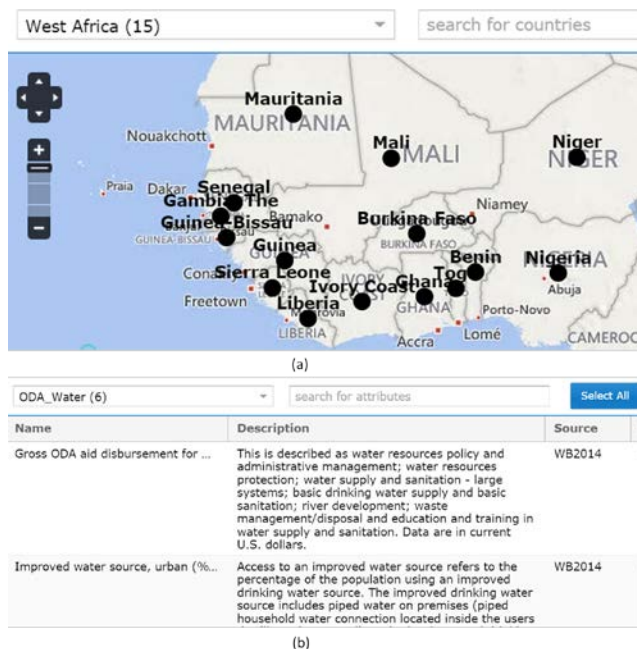 West Africa (15)
search for countries
Mauritania
MAURITANIA
Nouakchott
Mali
MALI
Niger
NIGER
Praia
Dakar
Senegal
Gambia The
Guinea-Bissau
GUINEA-BISSAU
Bamako
Niamey
Burkina Faso
BURKINA FASO
Guinea
Benin
Nigeria
Togo
Abuja
Sierra Leone
Ivory Coast
Ghana
GHANA
Freetown
Liberia
LIBERIA
Porto-Novo
Lomé
Accra
CAMEROO
(a)
ODA_Water (6)
search for attributes
Select All
Name
Description
Source
Gross ODA aid disbursement for ...
This is described as water resources policy and
administrative management; water resources
protection; water supply and sanitation - large
systems; basic drinking water supply and basic
sanitation; river development; waste
management/disposal and education and training in
water supply and sanitation. Data are in current
U.S. dollars.
WB2014
Improved water source, urban (%...
Access to an improved water source refers to the
percentage of the population using an improved
drinking water source. The improved drinking water
source includes piped water on premises (piped
household water connection located inside the users
WB2014
(b)